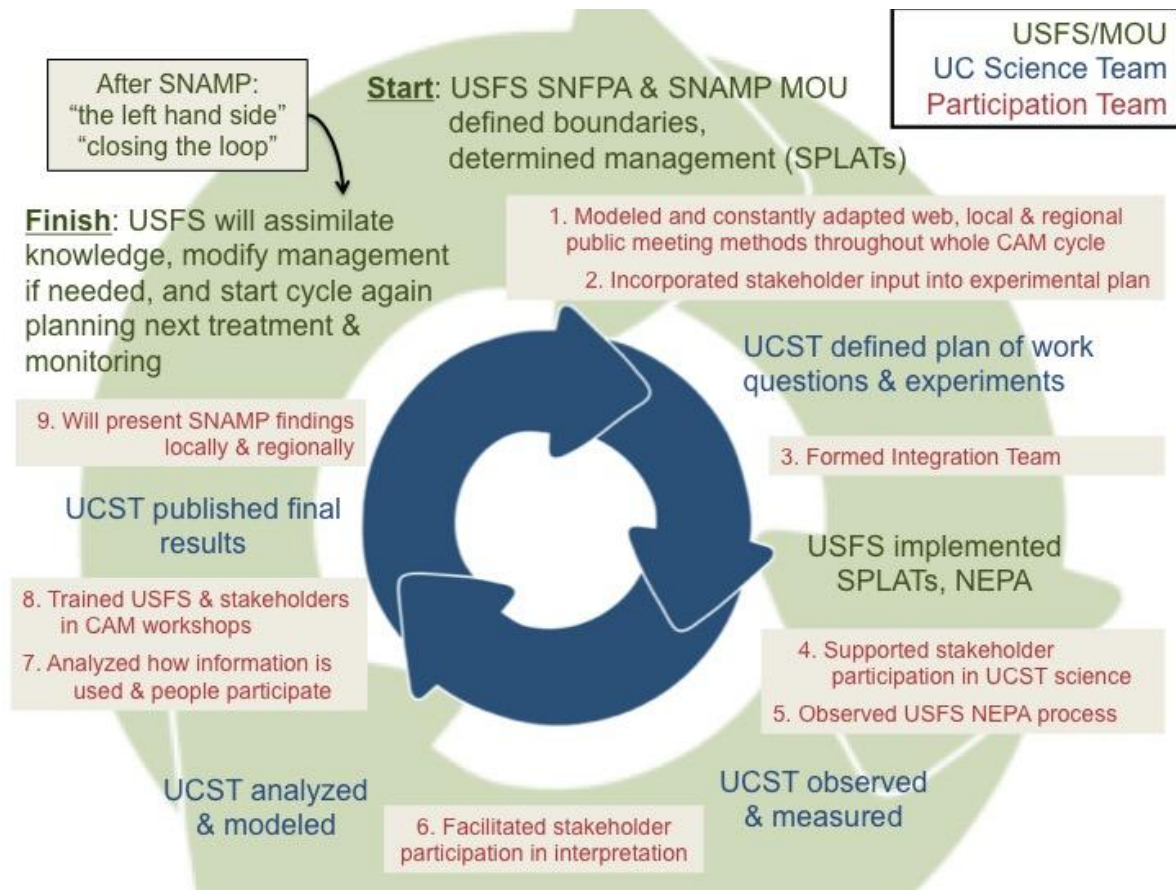 USFS/MOU
UC Science Team
Participation Team
After SNAMP:
“the left hand side”
“closing the loop”
Start: USFS SNFPA & SNAMP MOU
defined boundaries,
determined management (SPLATs)
1. Modeled and constantly adapted web, local & regional
public meeting methods throughout whole CAM cycle
2. Incorporated stakeholder input into experimental plan
UCST defined plan of work
questions & experiments
3. Formed Integration Team
USFS implemented
SPLATs, NEPA
4. Supported stakeholder
participation in UCST science
5. Observed USFS NEPA process
UCST observed
& measured
6. Facilitated stakeholder
participation in interpretation
UCST analyzed
& modeled
7. Analyzed how information is
used & people participate
8. Trained USFS & stakeholders
in CAM workshops
UCST published final
results
9. Will present SNAMP findings
locally & regionally
Finish: USFS will assimilate
knowledge, modify management
if needed, and start cycle again
planning next treatment &
monitoring